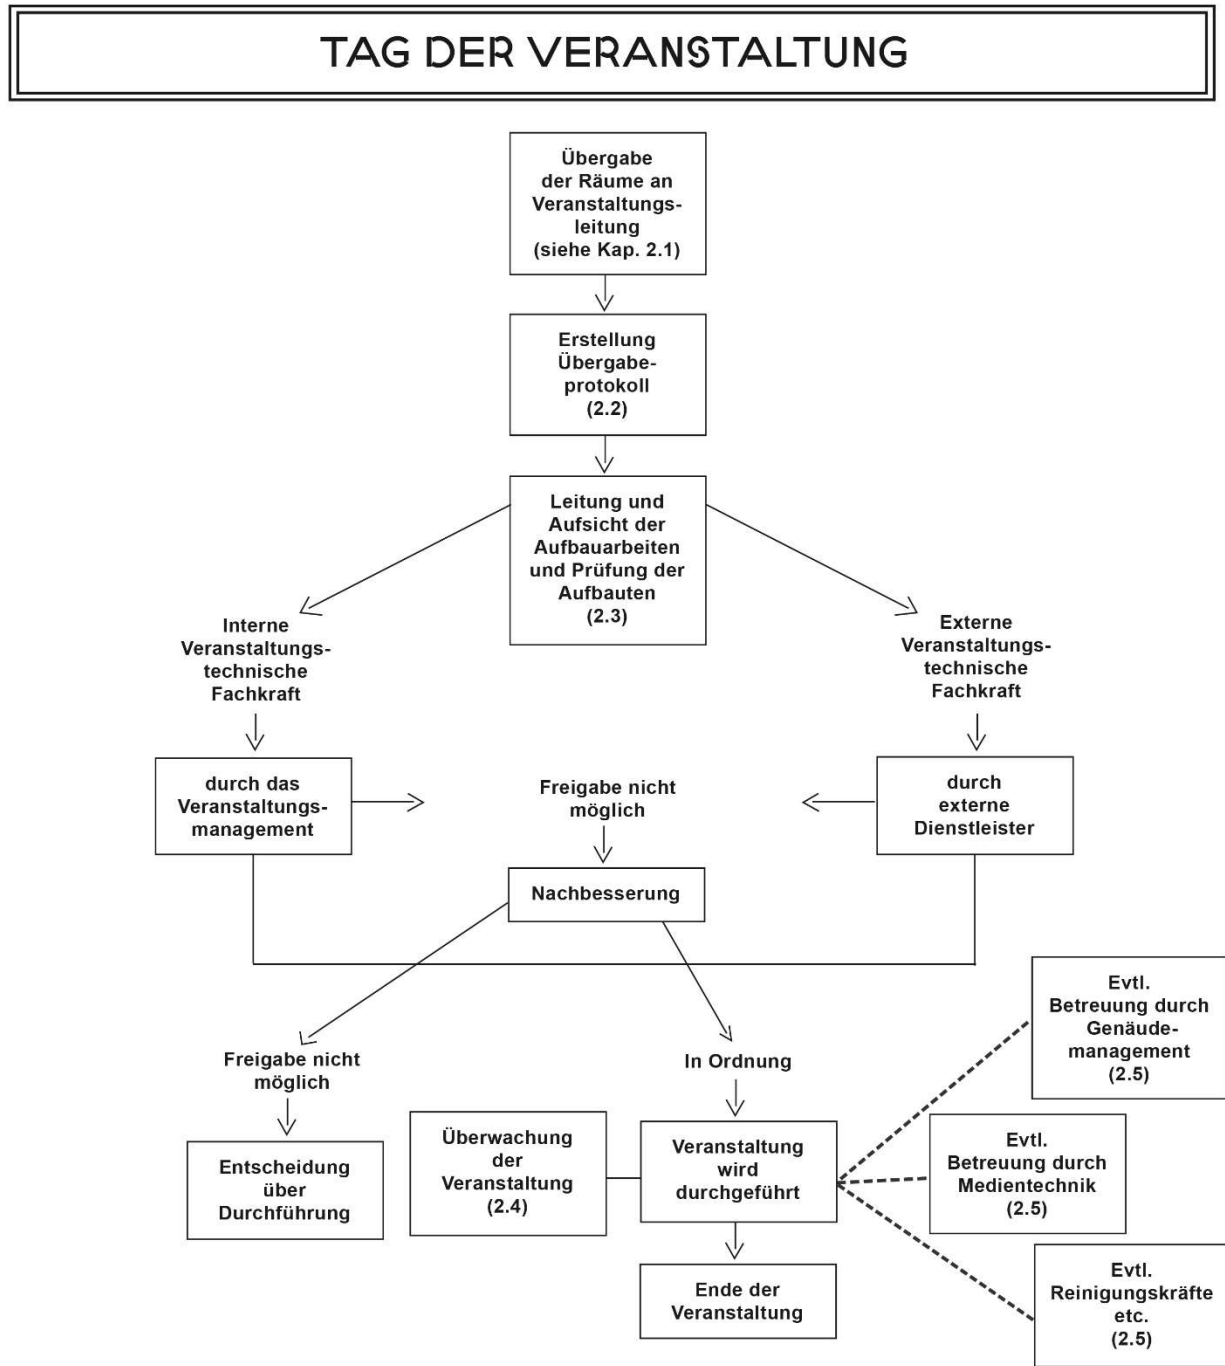 TAG DER VERANSTALTUNG
Übergabe
der Räume an
Veranstaltungs-
leitung
(siehe Kap. 2.1)
Erstellung
Übergabe-
protokoll
(2.2)
Leitung und
Aufsicht der
Aufbauarbeiten
und Prüfung der
Aufbauten
(2.3)
Interne
Veranstaltungs-
technische
Fachkraft
Externe
Veranstaltungs-
technische
Fachkraft
durch das
Veranstaltungs-
management
Freigabe nicht
möglich
durch
externe
Dienstleister
Nachbesserung
Freigabe nicht
möglich
In Ordnung
Evtl.
Betreuung durch
Genäude-
management
(2.5)
Entscheidung
über
Durchführung
Überwachung
der
Veranstaltung
(2.4)
Veranstaltung
wird
durchgeführt
Evtl.
Betreuung durch
Medientechnik
(2.5)
Ende der
Veranstaltung
Evtl.
Reinigungskräfte
etc.
(2.5)